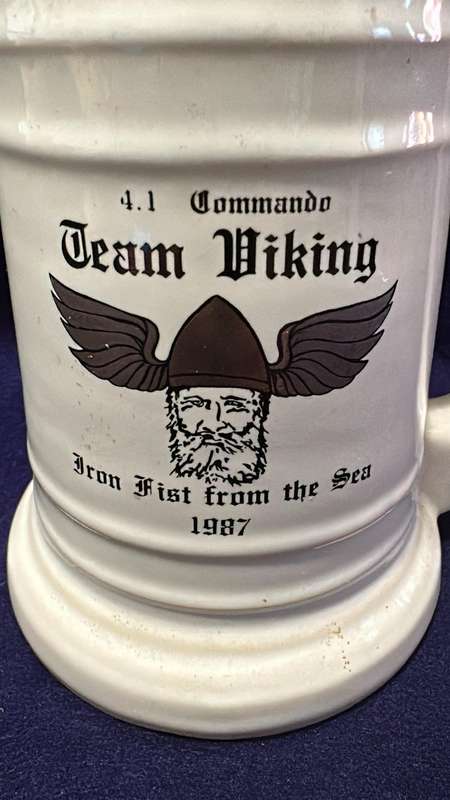 4.1 Commando
Team Viking
Iron Fist from the Sea
1987